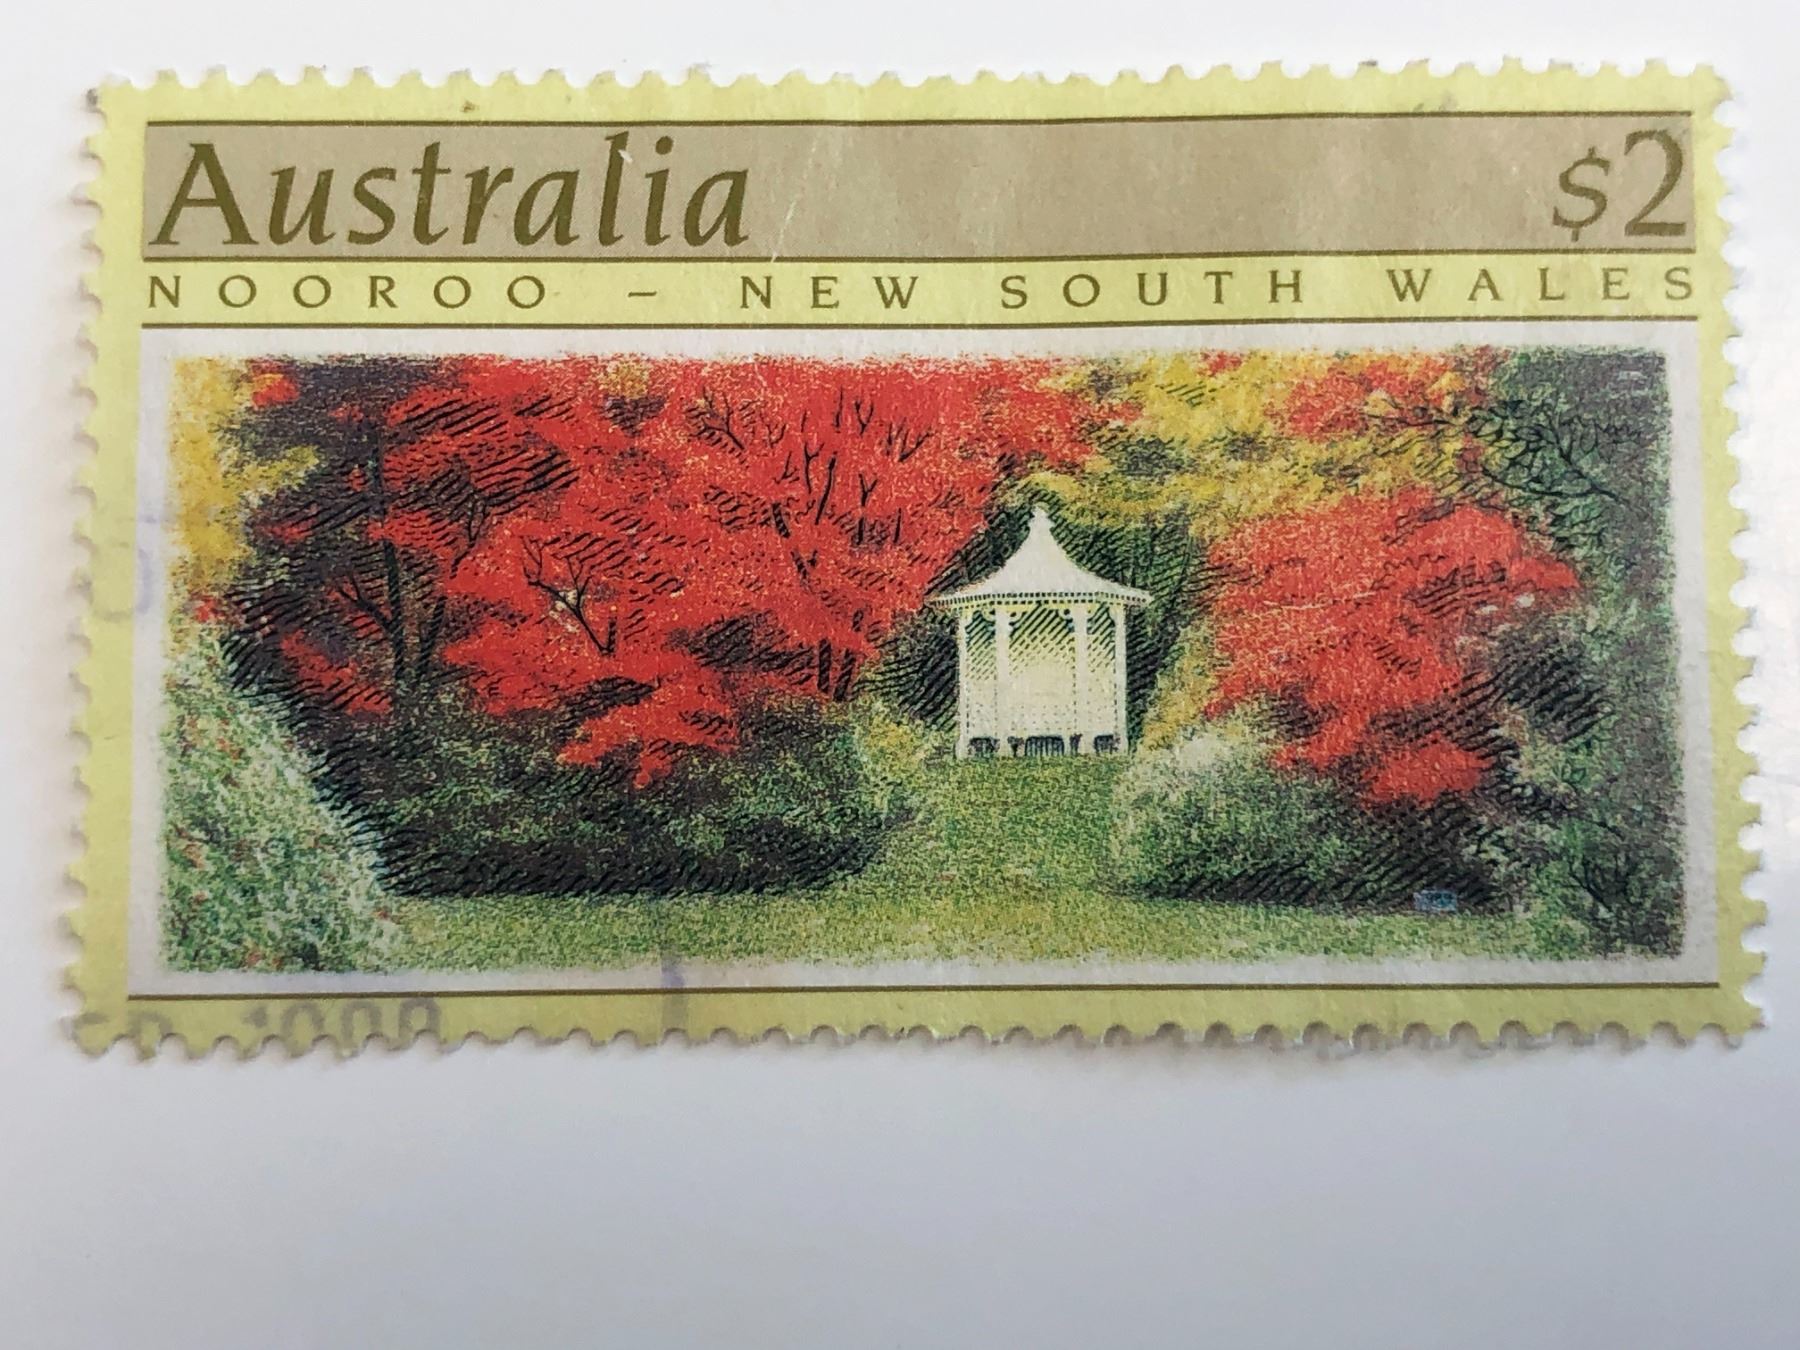 Australia $2
NOOROO – NEW SOUTH WALES